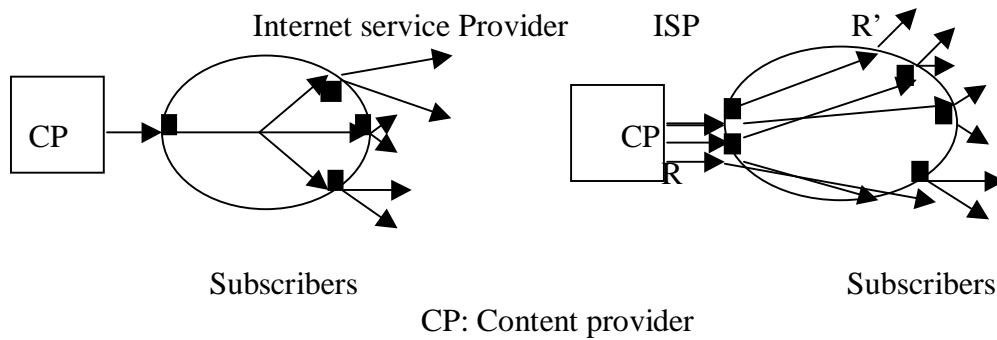 Internet service Provider ISP R’
CP CP
R
Subscribers Subscribers
CP: Content provider